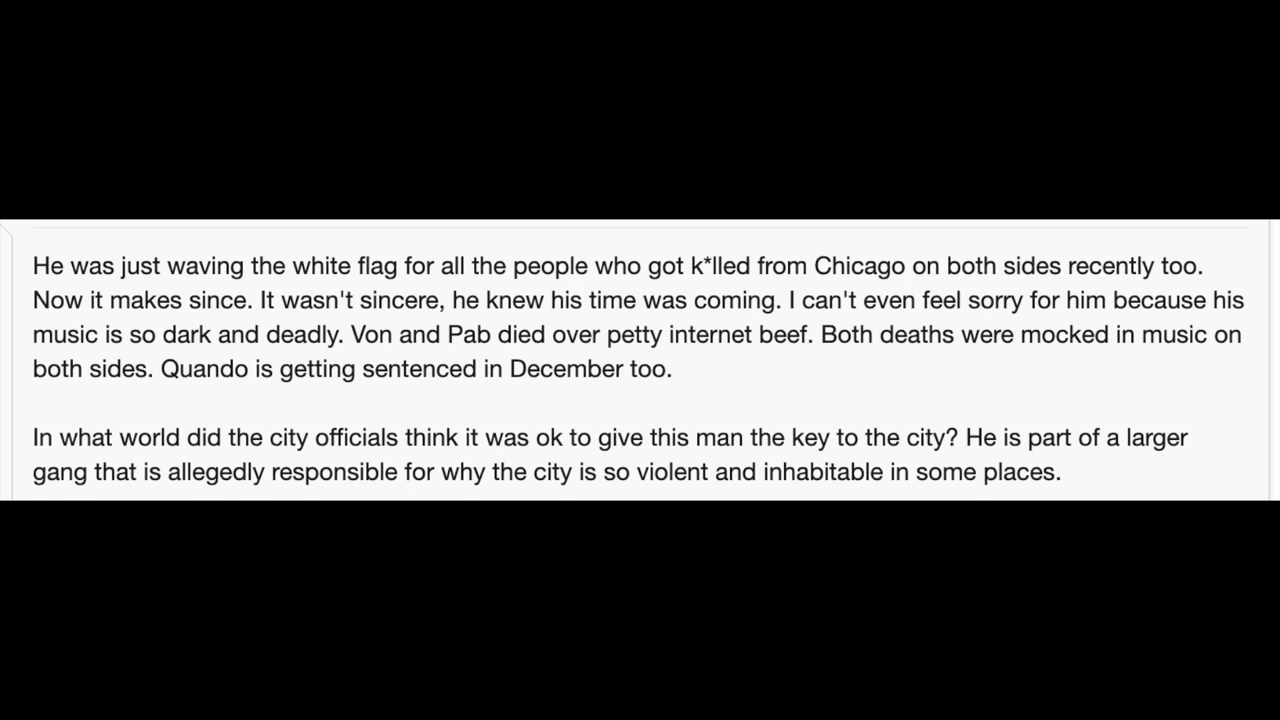 He was just waving the white flag for all the people who got k*lled from Chicago on both sides recently too.
Now it makes since. It wasn't sincere, he knew his time was coming. I can't even feel sorry for him because his
music is so dark and deadly. Von and Pab died over petty internet beef. Both deaths were mocked in music on
both sides. Quando is getting sentenced in December too.
In what world did the city officials think it was ok to give this man the key to the city? He is part of a larger
gang that is allegedly responsible for why the city is so violent and inhabitable in some places.